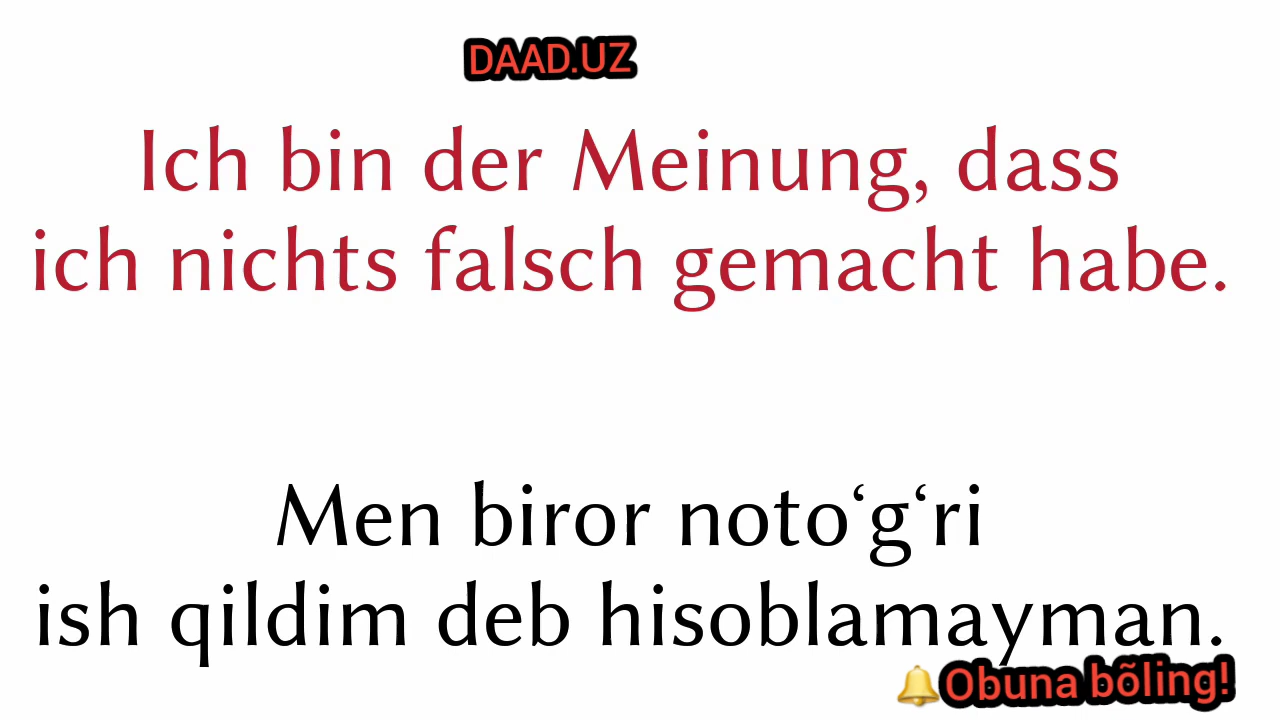 DAAD.UZ
Ich bin der Meinung, dass
ich nichts falsch gemacht habe.
Men biror noto‘g‘ri
ish qildim deb hisoblamayman.
🔔Obuna bõling!